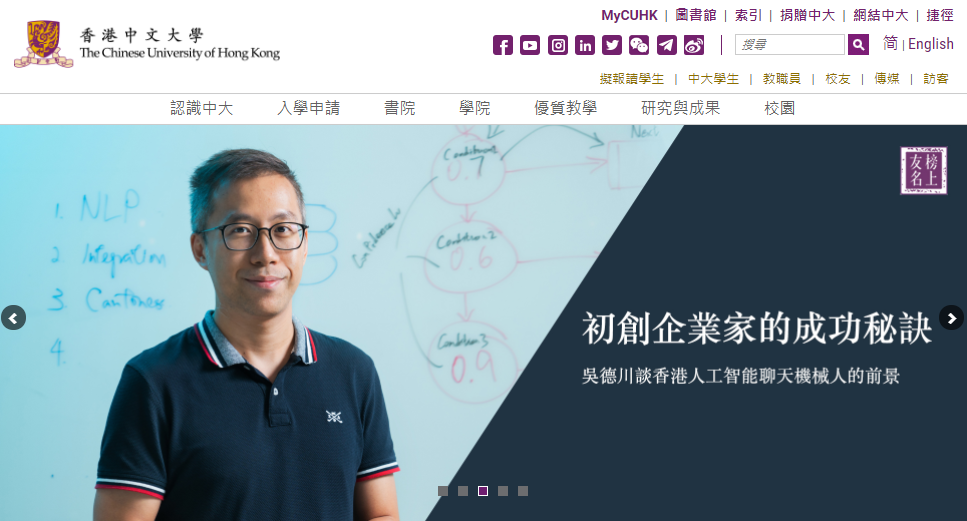 香港中文大學
The Chinese University of Hong Kong
MyCUHK | 圖書館 | 索引 | 捐贈中大 | 網結中大 | 捷徑
搜尋
简 | English
擬報讀學生 | 中大學生 | 教職員 | 校友 | 傳媒 | 訪客
認識中大 入學申請 書院 學院 優質教學 研究與成果 校園
友榜
名上
1. NLP
2 Integration
3 Cantonese
4.
Confidence
Condition 1
0.7
Next
Condition 2
0.6
Condition 3
0.9
初創企業家的成功秘訣
吳德川談香港人工智能聊天機械人的前景